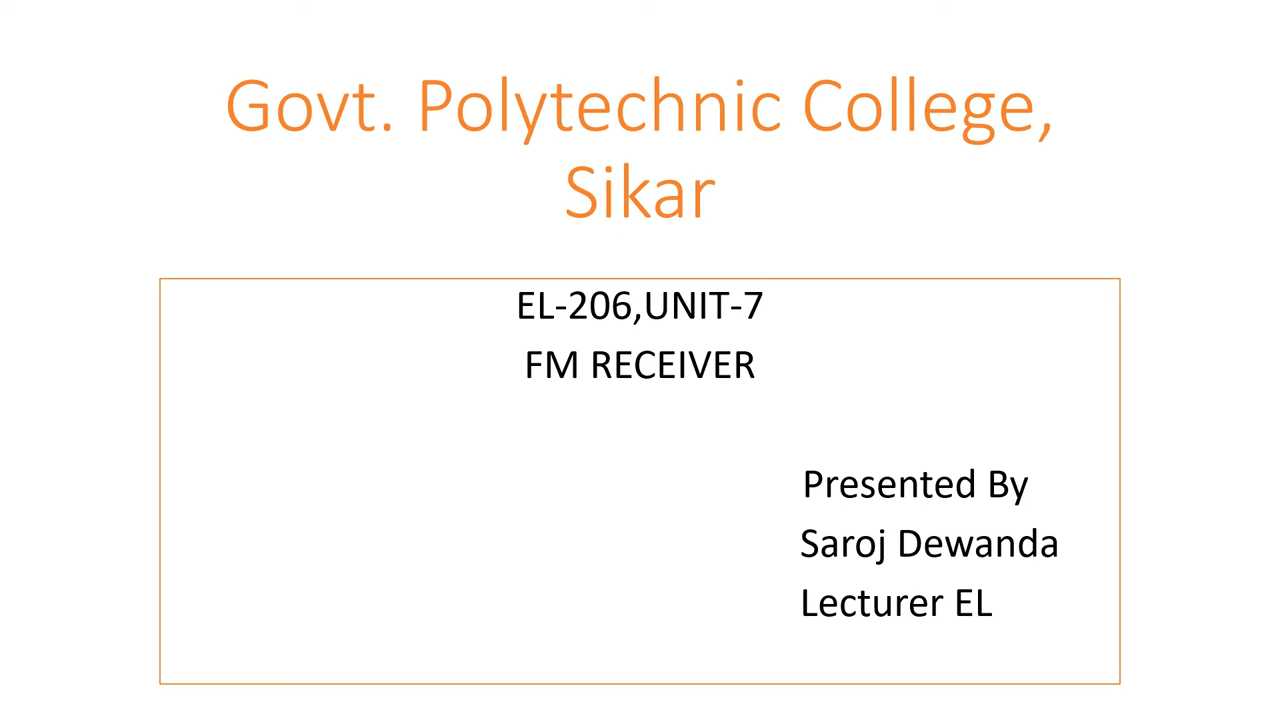 Govt. Polytechnic College,
Sikar
EL-206,UNIT-7
FM RECEIVER
Presented By
Saroj Dewanda
Lecturer EL